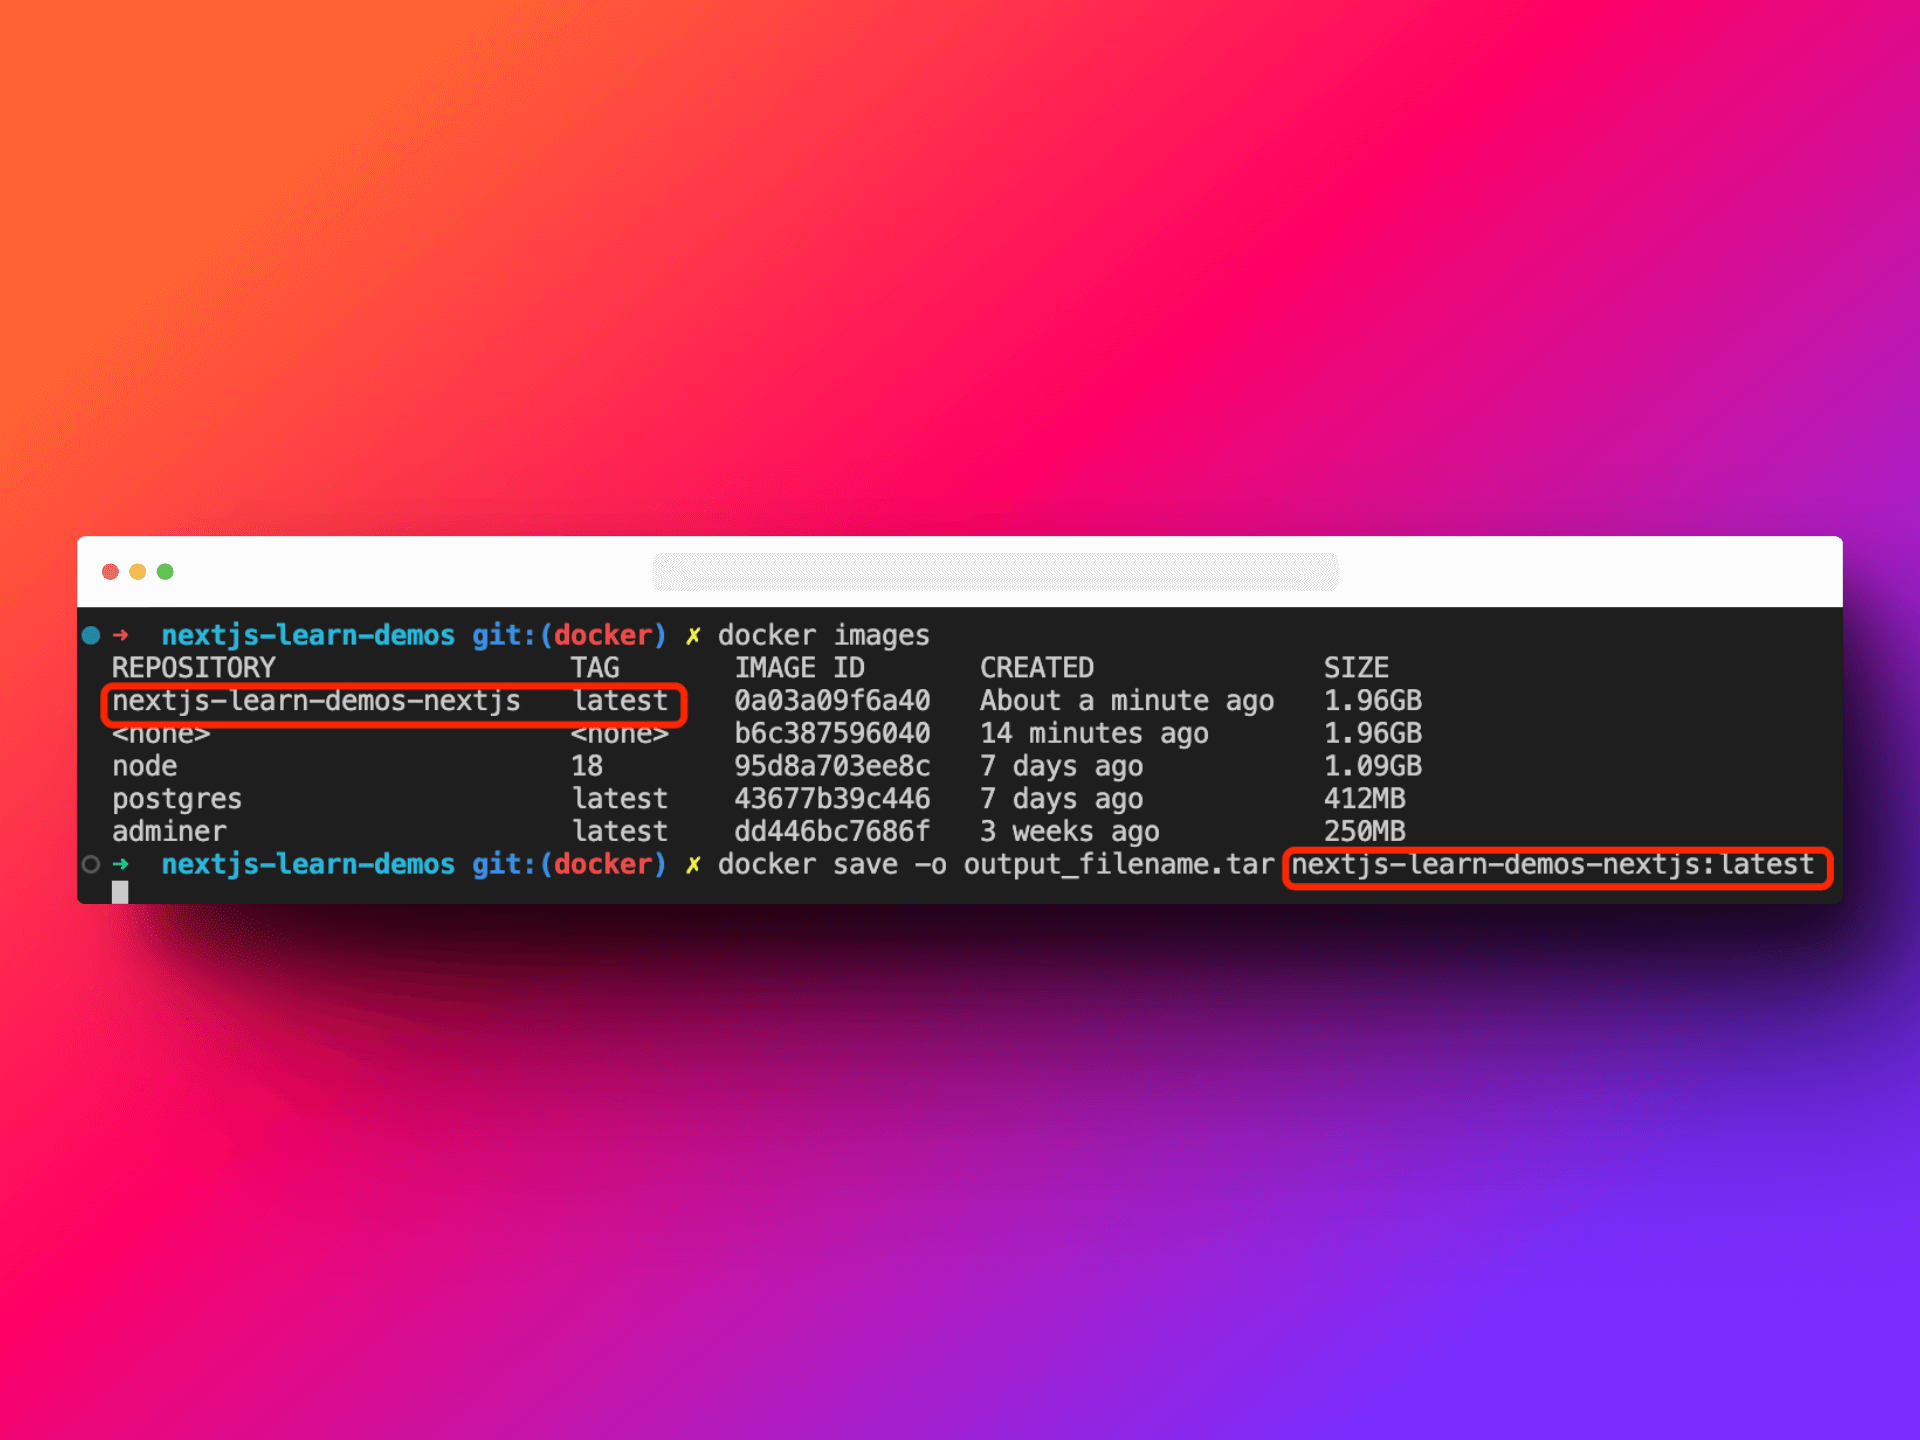 ➜ nextjs-learn-demos git:(docker) ✗ docker images
REPOSITORY TAG IMAGE ID CREATED SIZE
nextjs-learn-demos-nextjs latest 0a03a09f6a40 About a minute ago 1.96GB
<none> <none> b6c387596040 14 minutes ago 1.96GB
node 18 95d8a703ee8c 7 days ago 1.09GB
postgres latest 43677b39c446 7 days ago 412MB
adminer latest dd446bc7686f 3 weeks ago 250MB
➜ nextjs-learn-demos git:(docker) ✗ docker save -o output_filename.tar nextjs-learn-demos-nextjs:latest